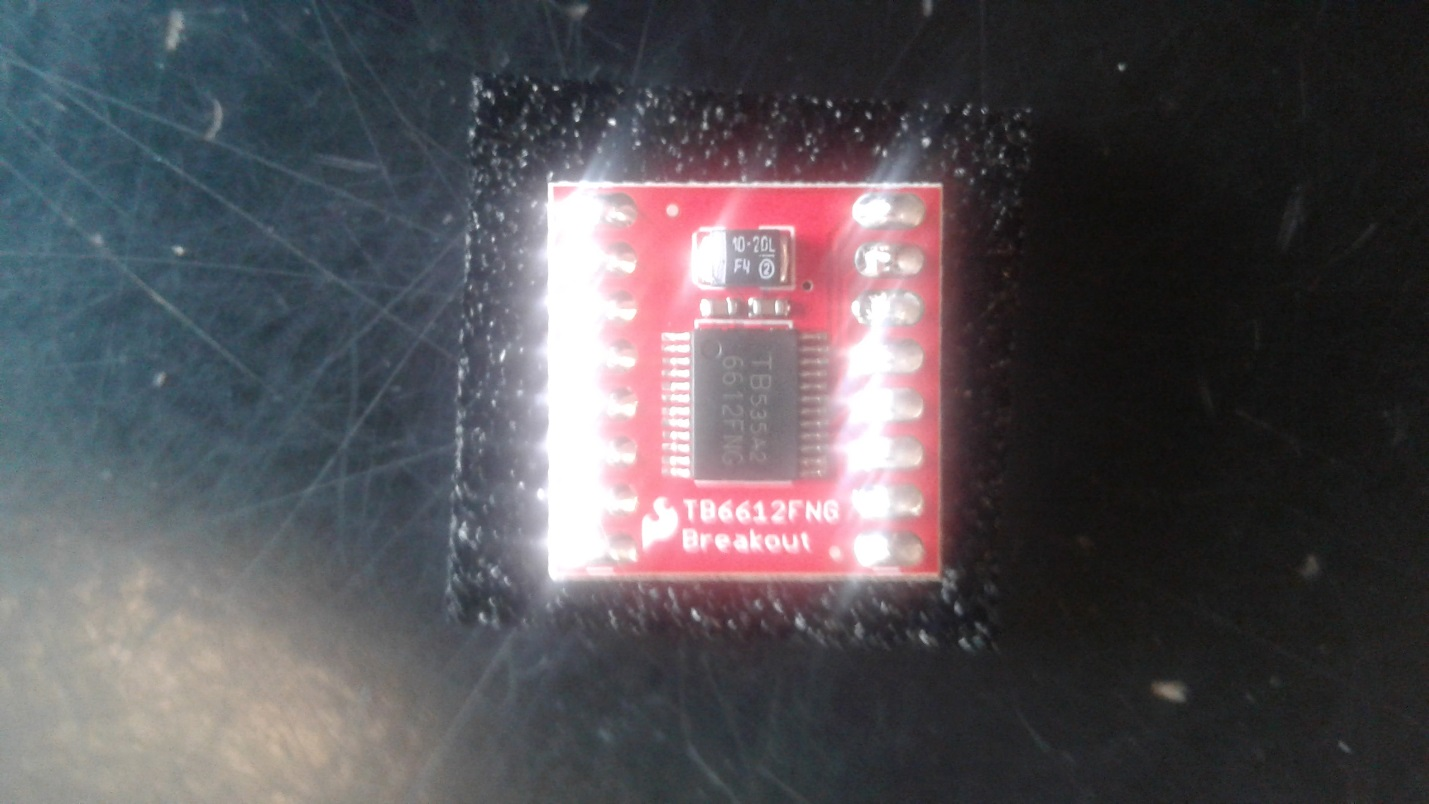 10-20L
F4 2
TB535A2
6612FNG
TB6612FNG
Breakout